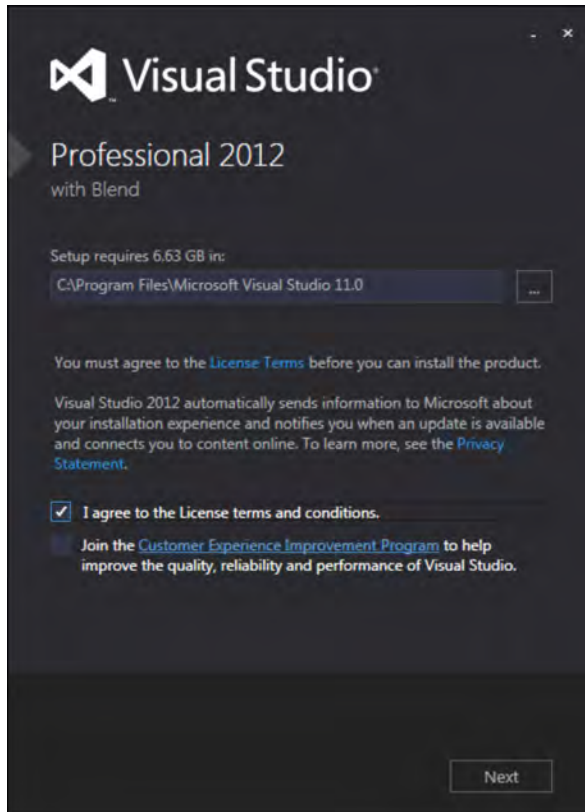 Visual Studio
Professional 2012
with Blend
Setup requires 6.63 GB in:
C:\Program Files\Microsoft Visual Studio 11.0
...
You must agree to the License Terms before you can install the product.
Visual Studio 2012 automatically sends information to Microsoft about
your installation experience and notifies you when an update is available
and connects you to content online. To learn more, see the Privacy
Statement.
I agree to the License terms and conditions.
Join the Customer Experience Improvement Program to help
improve the quality, reliability and performance of Visual Studio.
Next